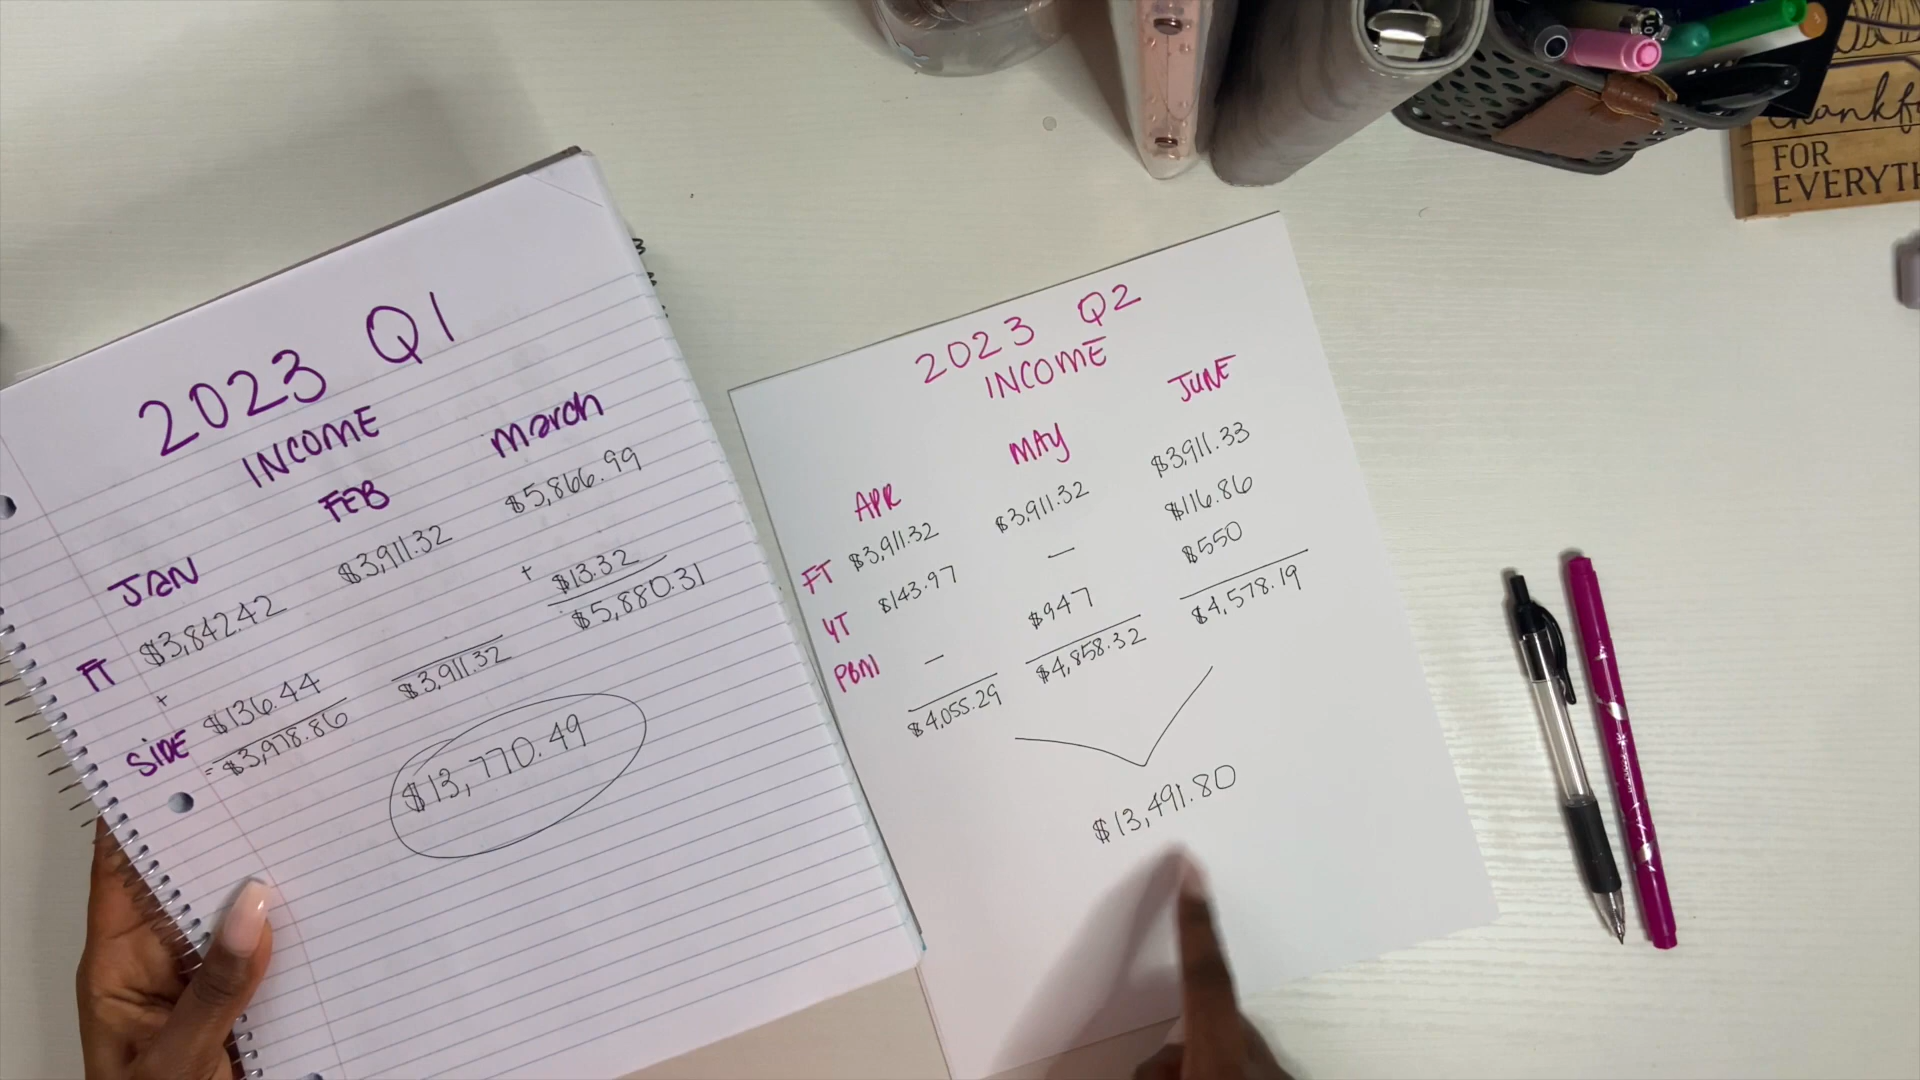 2023 Q1
INCOME
JAN FEB March
FT $3,842.42 $3,911.32 $5,866.99
+ + $13.32
SIDE $136.44
= $3,978.86 $3,911.32 $5,880.31
$13,770.49
2023 Q2
INCOME
APR MAY JUNE
FT $3,911.32 $3,911.32 $3,911.33
YT $143.97 — $116.86
PBM — $947 $550
$4,055.29 $4,858.32 $4,578.19
$13,491.80
FOR